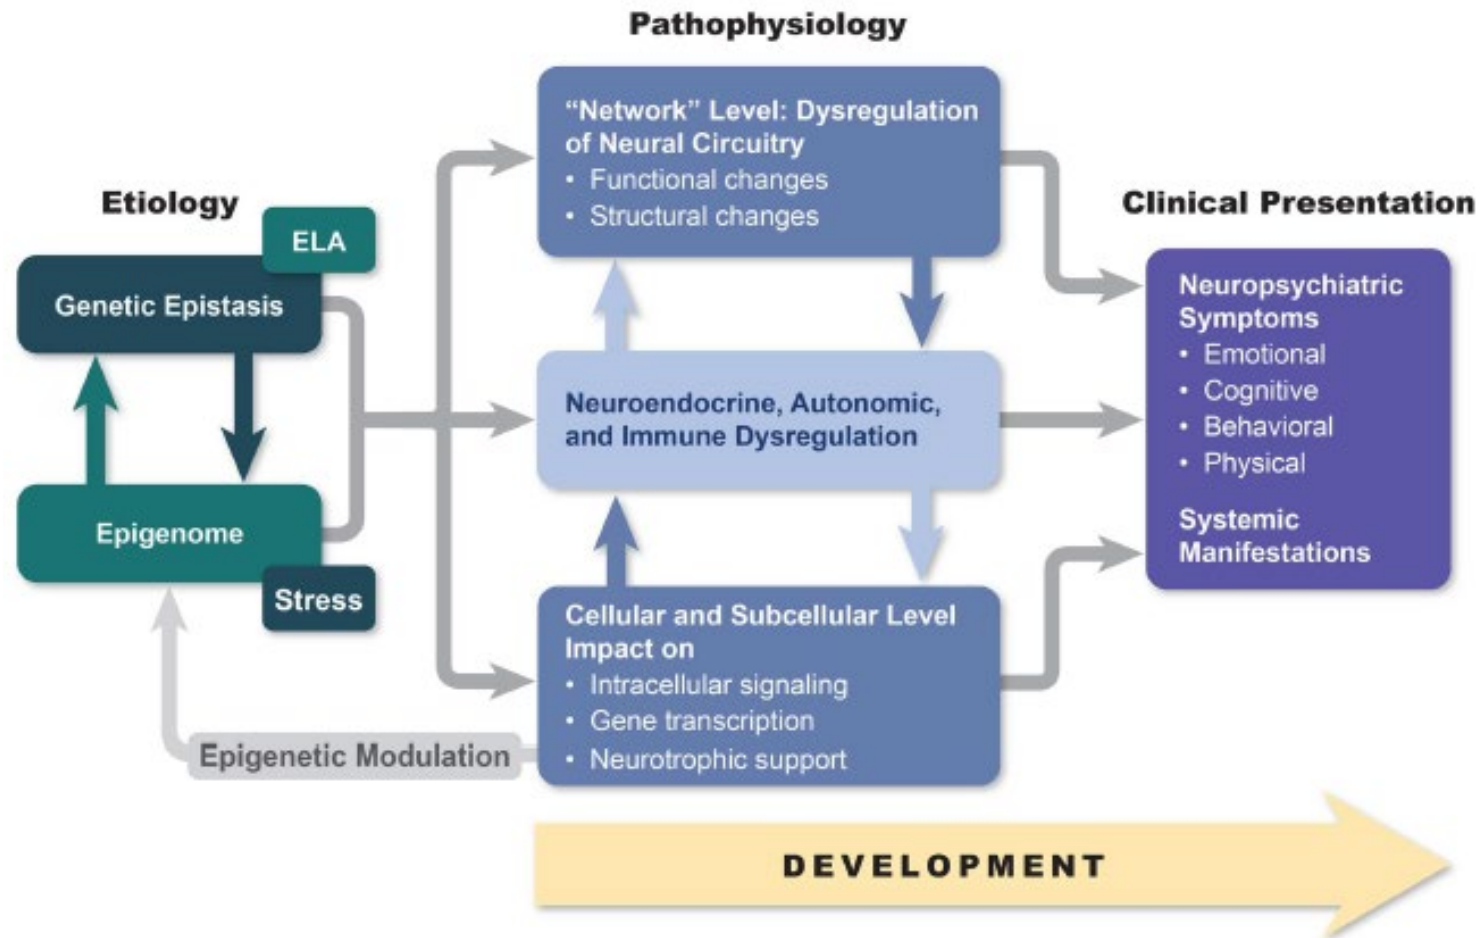 Pathophysiology
“Network” Level: Dysregulation
of Neural Circuitry
• Functional changes
• Structural changes
Etiology
ELA
Genetic Epistasis
Epigenome
Stress
Neuroendocrine, Autonomic,
and Immune Dysregulation
Cellular and Subcellular Level
Impact on
• Intracellular signaling
• Gene transcription
• Neurotrophic support
Epigenetic Modulation
Clinical Presentation
Neuropsychiatric
Symptoms
• Emotional
• Cognitive
• Behavioral
• Physical
Systemic
Manifestations
DEVELOPMENT